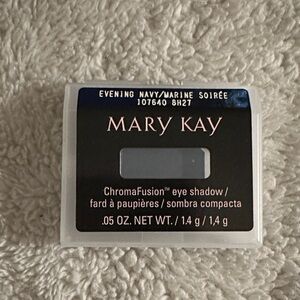 EVENING NAVY/MARINE SOIRÉE
107640 BH27
MARY KAY
ChromaFusion™ eye shadow /
fard à paupières / sombra compacta
.05 OZ. NET WT. / 1.4 g / 1,4 g